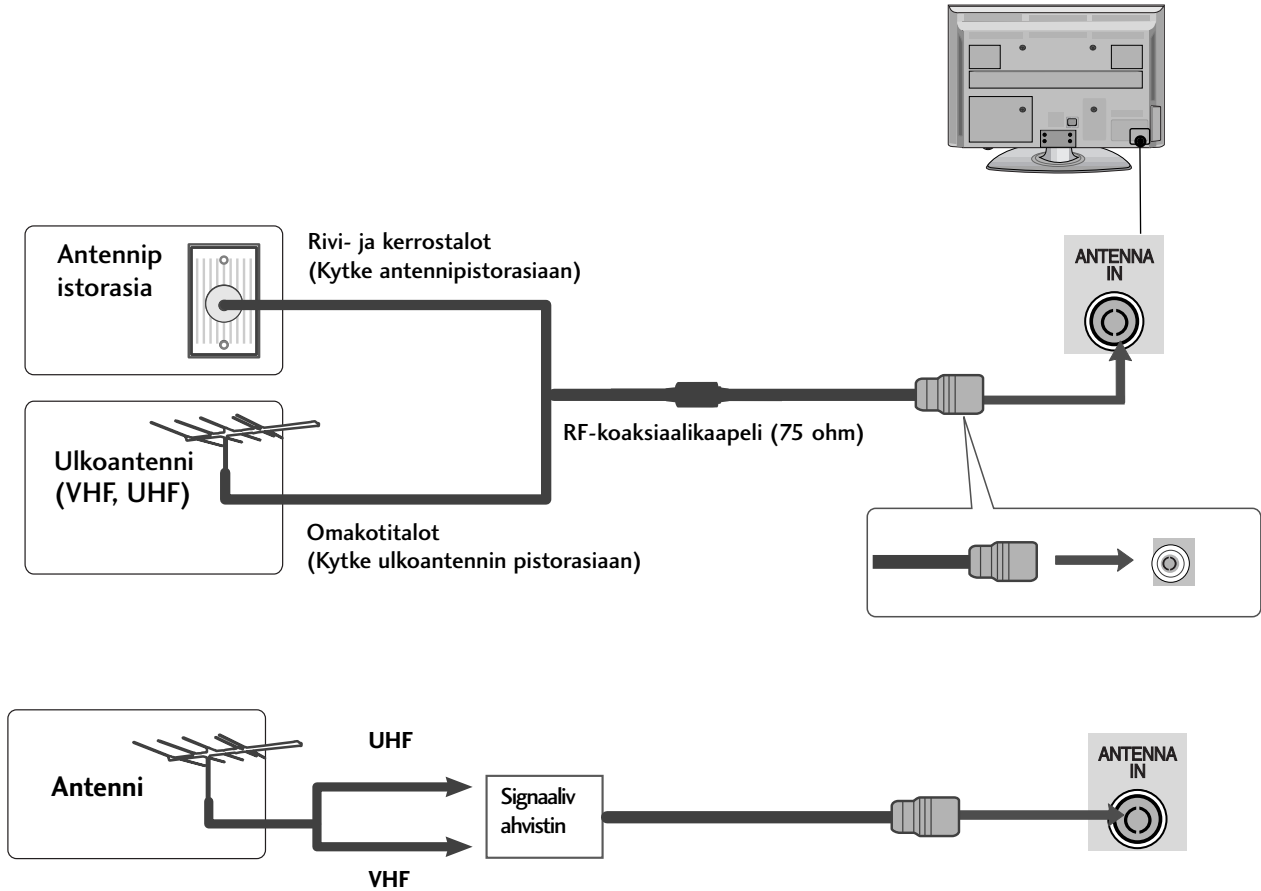 ANTENNA
IN
Antennip
istorasia
Rivi- ja kerrostalot
(Kytke antennipistorasiaan)
RF-koaksiaalikaapeli (75 ohm)
Ulkoantenni
(VHF, UHF)
Omakotitalot
(Kytke ulkoantennin pistorasiaan)
Antenni
UHF
VHF
Signaaliv
ahvistin
ANTENNA
IN